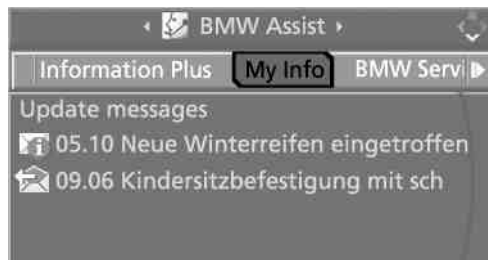 BMW Assist
Information Plus My Info BMW Serv
Update messages
05.10 Neue Winterreifen eingetroffen
09.06 Kindersitzbefestigung mit sch